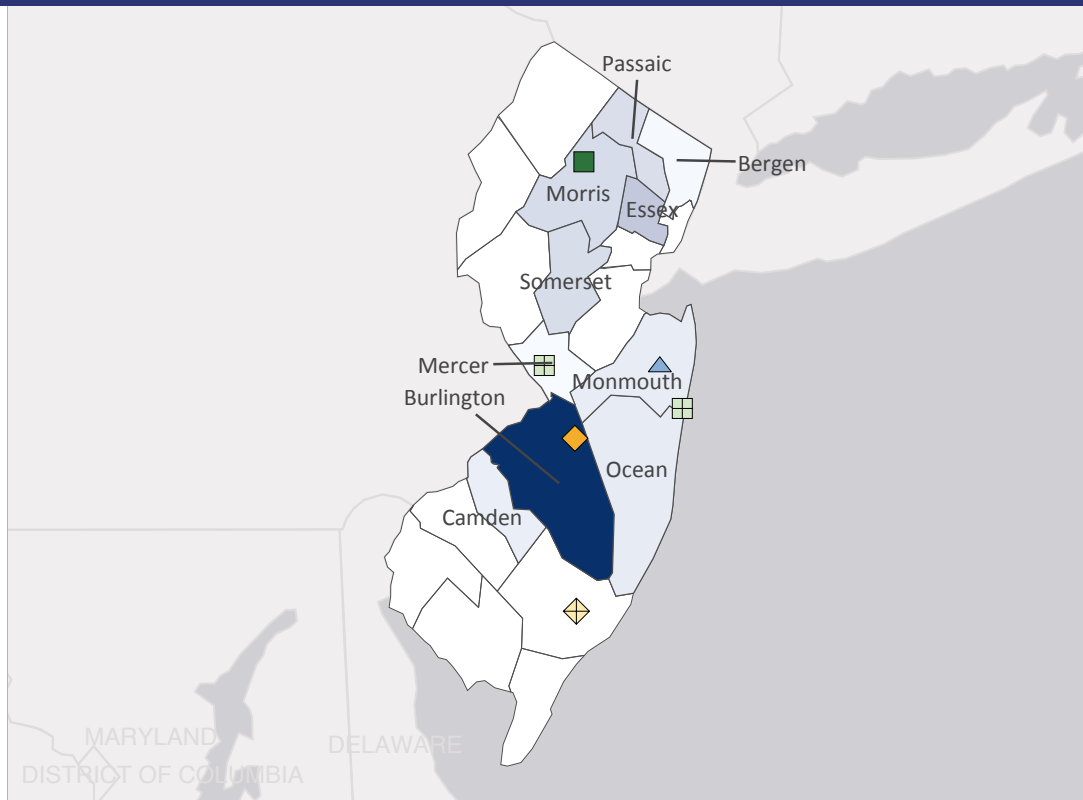 Passaic
Bergen
Morris
Essex
Somerset
Mercer
Monmouth
Burlington
Ocean
Camden
MARYLAND
DELAWARE
DISTRICT OF COLUMBIA